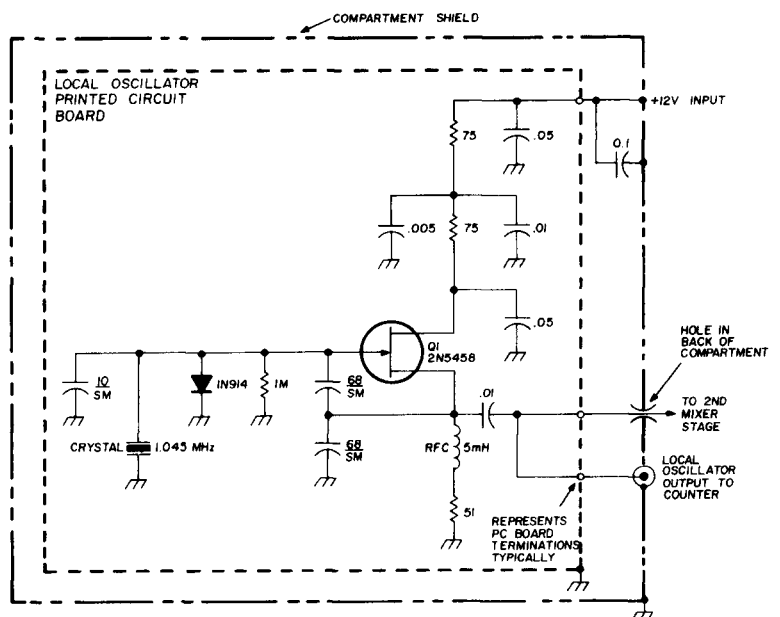 COMPARTMENT SHIELD
LOCAL OSCILLATOR
PRINTED CIRCUIT
BOARD
+12V INPUT
75
.05
0.1
.005
75
.01
.05
Q1
2N5458
HOLE IN
BACK OF
COMPARTMENT
10
SM
1N914
1M
68
SM
.01
TO 2ND
MIXER
STAGE
CRYSTAL
1.045 MHz
68
SM
RFC
5mH
LOCAL
OSCILLATOR
OUTPUT TO
COUNTER
51
REPRESENTS
PC BOARD
TERMINATIONS
TYPICALLY